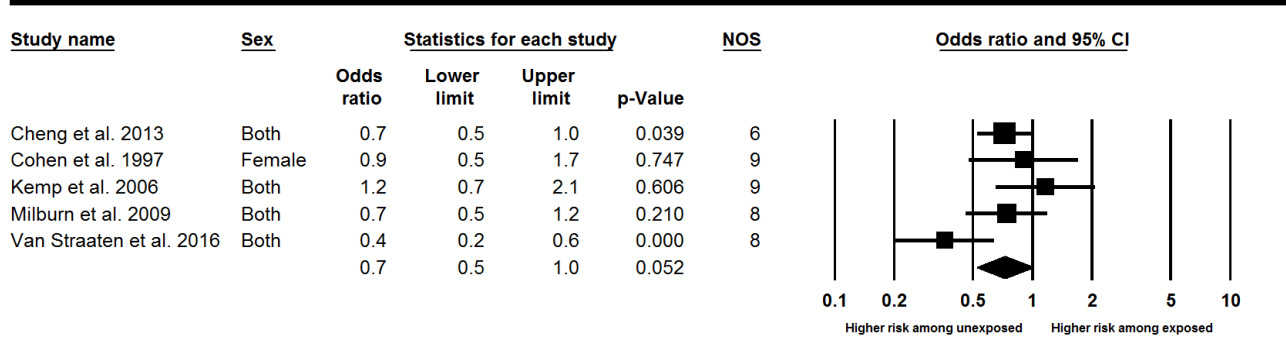 Study name Sex Statistics for each study NOS Odds ratio and 95% CI
Odds Lower Upper
ratio limit limit p-Value
Cheng et al. 2013 Both 0.7 0.5 1.0 0.039 6
Cohen et al. 1997 Female 0.9 0.5 1.7 0.747 9
Kemp et al. 2006 Both 1.2 0.7 2.1 0.606 9
Milburn et al. 2009 Both 0.7 0.5 1.2 0.210 8
Van Straaten et al. 2016 Both 0.4 0.2 0.6 0.000 8
0.7 0.5 1.0 0.052
0.1 0.2 0.5 1 2 5 10
Higher risk among unexposed Higher risk among exposed